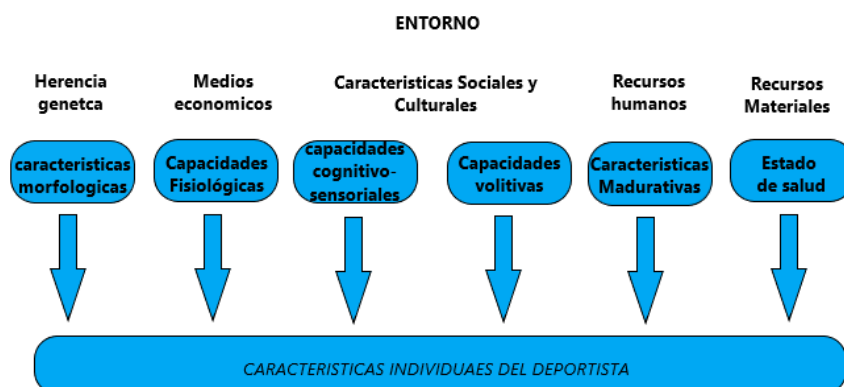 ENTORNO
Herencia
genetca
Medios
economicos
Caracteristicas Sociales y
Culturales
Recursos
humanos
Recursos
Materiales
caracteristicas
morfologicas
Capacidades
Fisiológicas
capacidades
cognitivo-
sensoriales
Capacidades
volitivas
Caracteristicas
Madurativas
Estado
de salud
CARACTERISTICAS INDIVIDUAES DEL DEPORTISTA